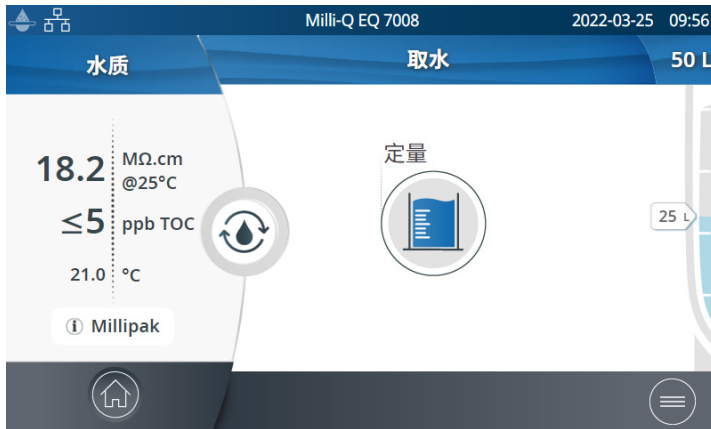 Milli-Q EQ 7008
2022-03-25 09:56
水质
取水
50 L
18.2 MΩ.cm
@25°C
≤5 ppb TOC
21.0 °C
i Millipak
定量
25 L